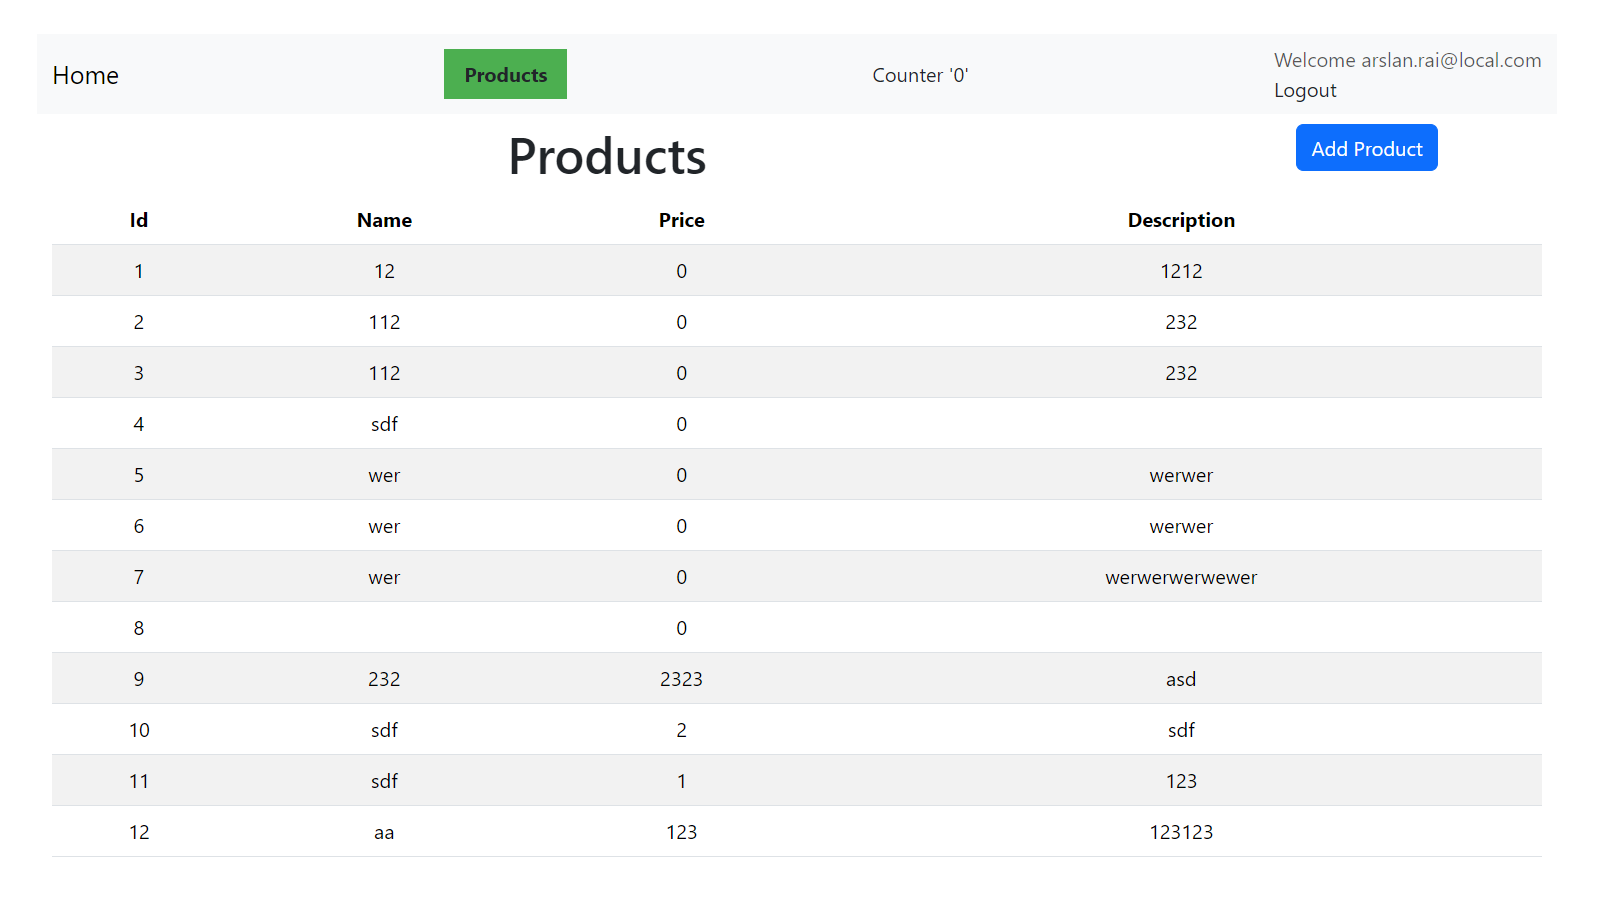 Home Products Counter '0' Welcome arslan.rai@local.com
Logout
Products Add Product
Id Name Price Description
1 12 0 1212
2 112 0 232
3 112 0 232
4 sdf 0
5 wer 0 werwer
6 wer 0 werwer
7 wer 0 werwerwerwewer
8 0
9 232 2323 asd
10 sdf 2 sdf
11 sdf 1 123
12 aa 123 123123